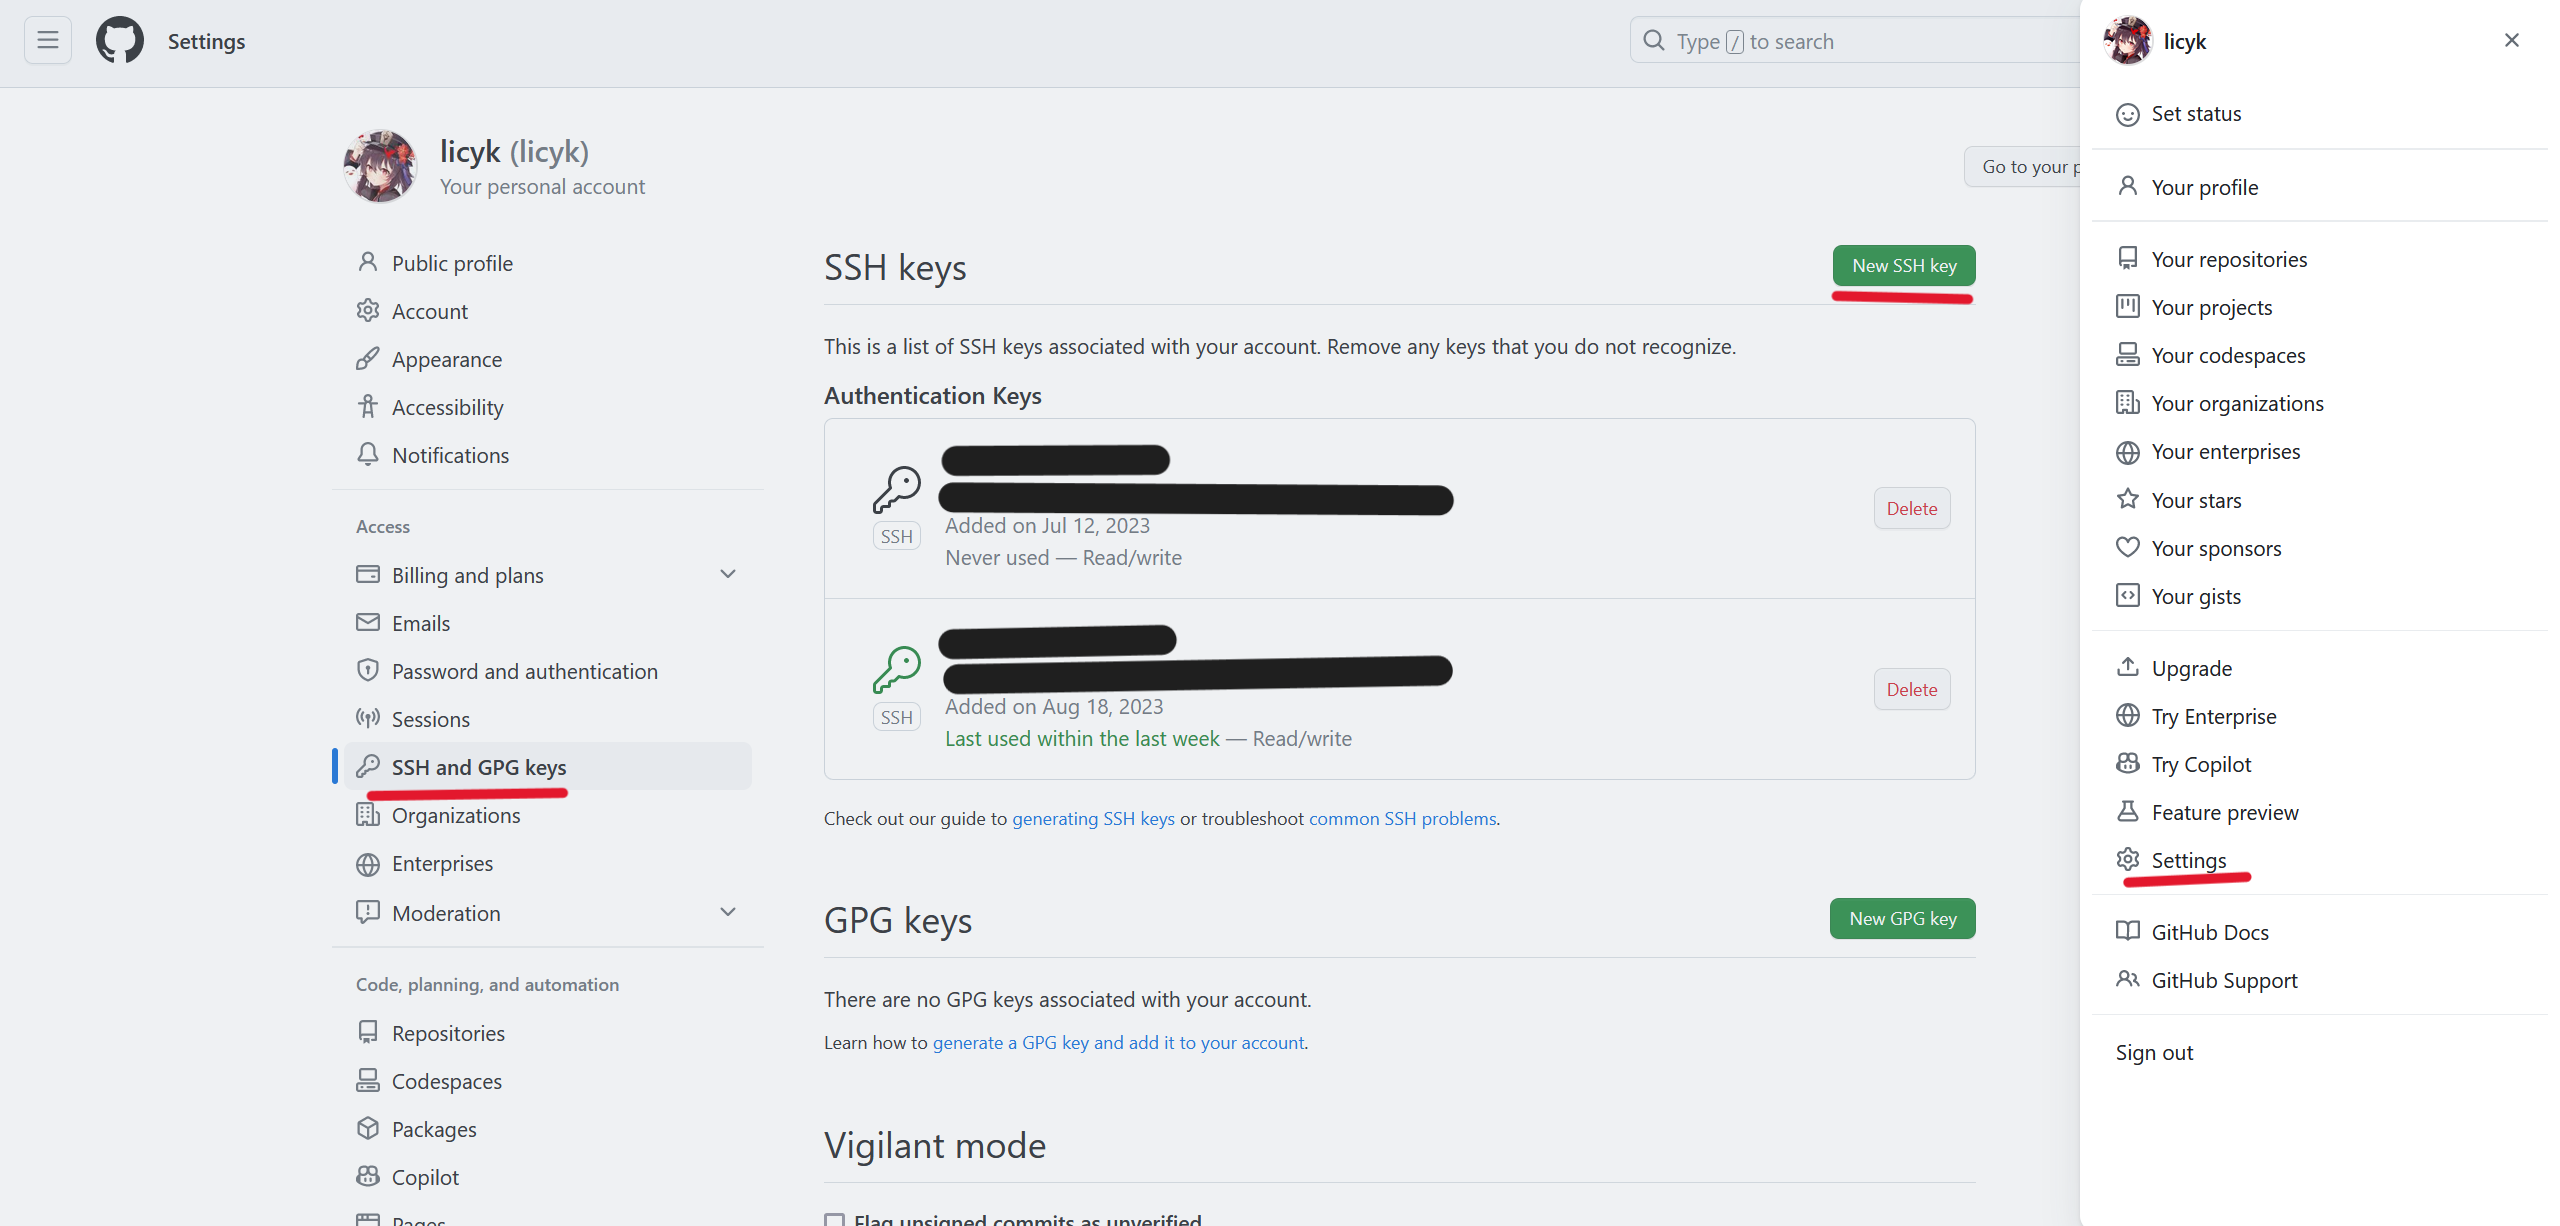 Settings
Type / to search
licyk
Set status
Your profile
Your repositories
Your projects
Your codespaces
Your organizations
Your enterprises
Your stars
Your sponsors
Your gists
Upgrade
Try Enterprise
Try Copilot
Feature preview
Settings
GitHub Docs
GitHub Support
Sign out
licyk (licyk)
Your personal account
Go to your p
Public profile
Account
Appearance
Accessibility
Notifications
Access
Billing and plans
Emails
Password and authentication
Sessions
SSH and GPG keys
Organizations
Enterprises
Moderation
Code, planning, and automation
Repositories
Codespaces
Packages
Copilot
Pages
SSH keys
New SSH key
This is a list of SSH keys associated with your account. Remove any keys that you do not recognize.
Authentication Keys
SSH
Added on Jul 12, 2023
Never used — Read/write
Delete
SSH
Added on Aug 18, 2023
Last used within the last week — Read/write
Delete
Check out our guide to generating SSH keys or troubleshoot common SSH problems.
GPG keys
New GPG key
There are no GPG keys associated with your account.
Learn how to generate a GPG key and add it to your account.
Vigilant mode
Flag unsigned commits as unverified